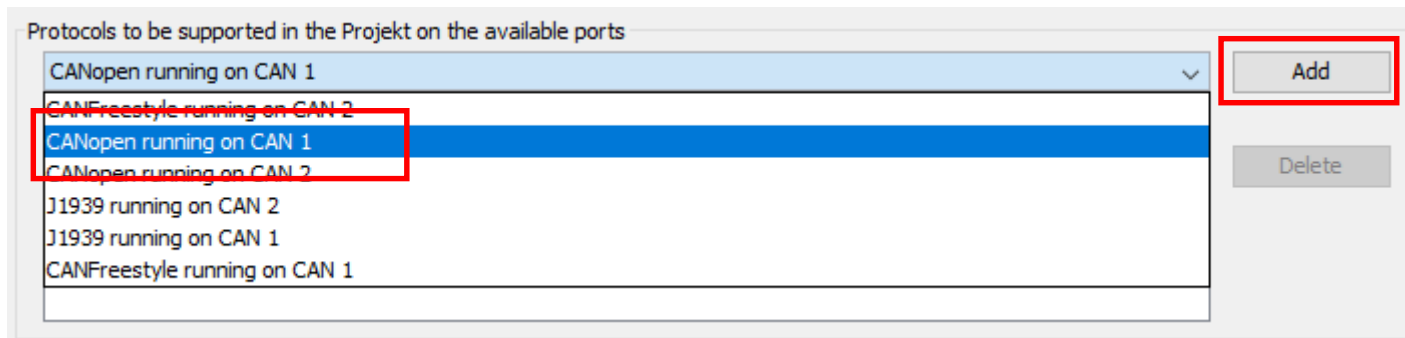 Protocols to be supported in the Projekt on the available ports
CANopen running on CAN 1
Add
CANFreestyle running on CAN 2
CANopen running on CAN 1
CANopen running on CAN 2
Delete
J1939 running on CAN 2
J1939 running on CAN 1
CANFreestyle running on CAN 1